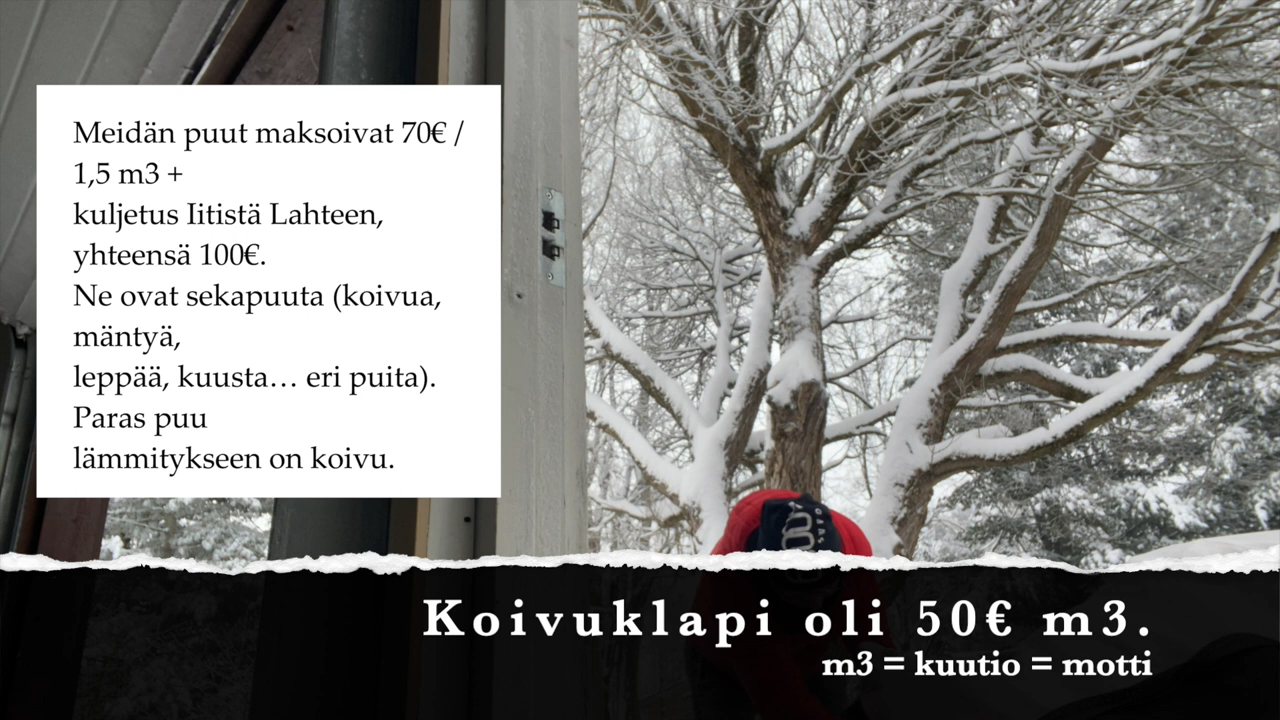 Meidän puut maksoivat 70€ /
1,5 m3 +
kuljetus Iitistä Lahteen,
yhteensä 100€.
Ne ovat sekapuuta (koivua,
mäntyä,
leppää, kuusta… eri puita).
Paras puu
lämmitykseen on koivu.
Koivuklapi oli 50€ m3.
m3 = kuutio = motti